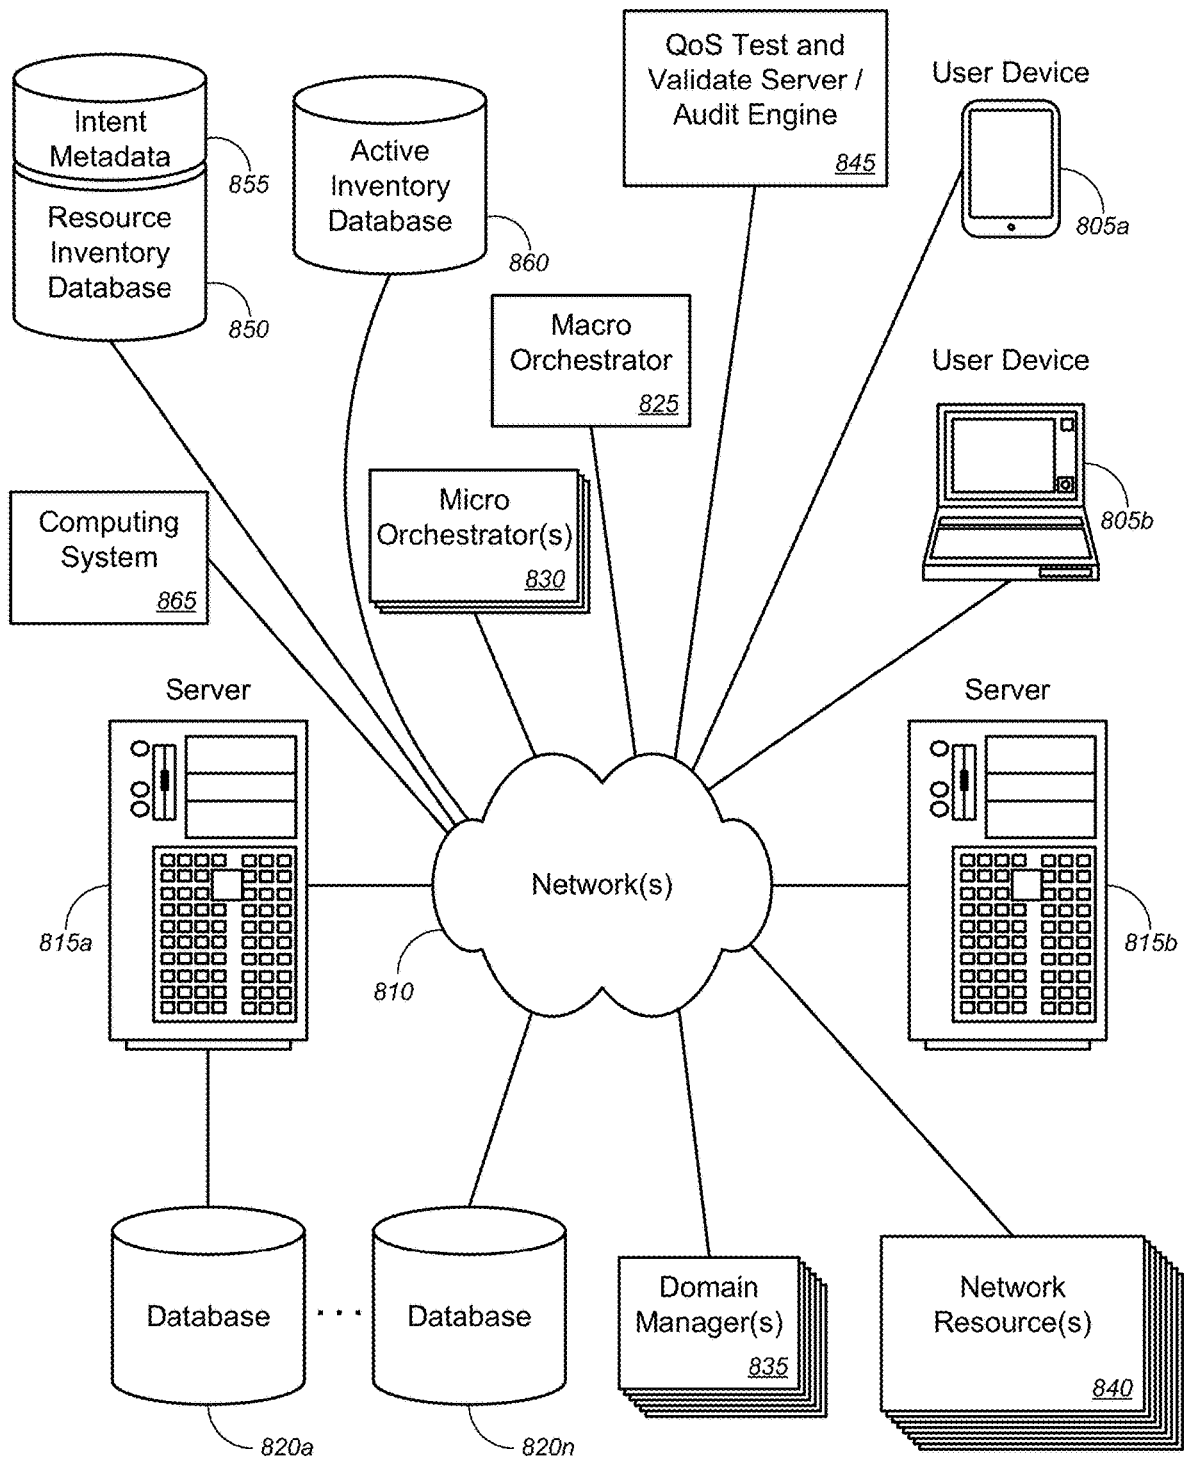 QoS Test and
Validate Server /
Audit Engine
845
User Device
805a
Intent
Metadata
855
Resource
Inventory
Database
850
Active
Inventory
Database
860
Macro
Orchestrator
825
User Device
805b
Micro
Orchestrator(s)
830
Computing
System
865
Server
815a
Server
815b
Network(s)
810
Database
820a
. . .
Database
820n
Domain
Manager(s)
835
Network
Resource(s)
840